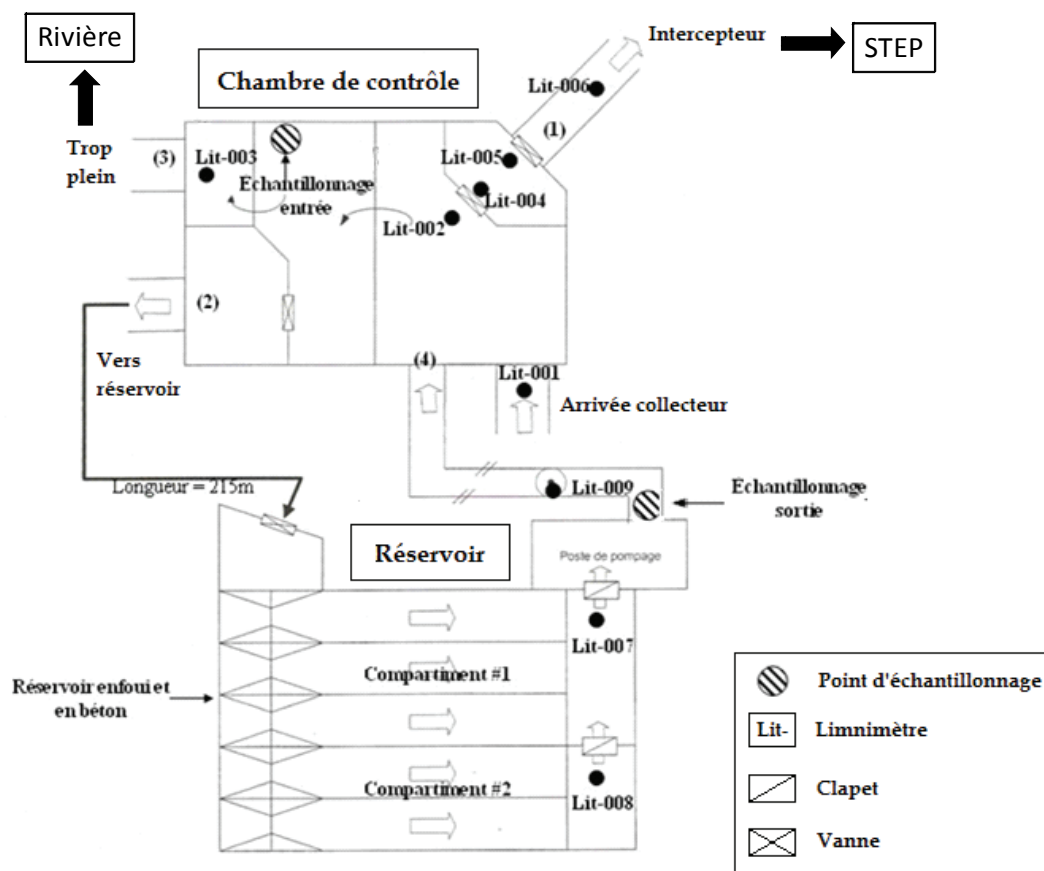 Rivière
Intercepteur
STEP
Chambre de contrôle
Lit-006
(1)
Trop
plein
(3)
Lit-003
Lit-005
Echantillonnage
entrée
Lit-004
Lit-002
(2)
Vers
réservoir
(4)
Lit-001
Arrivée collecteur
Longueur = 215m
Lit-009
Echantillonnage
sortie
Réservoir
Poste de pompage
Lit-007
Compartiment #1
Réservoir enfoui et
en béton
Compartiment #2
Lit-008
Point d'échantillonnage
Lit- Limnimètre
Clapet
Vanne